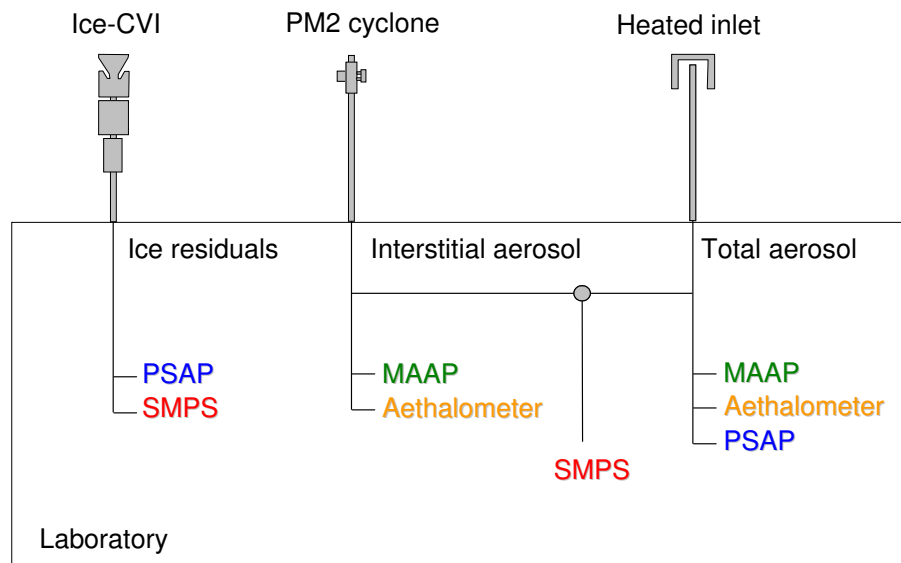 Ice-CVI
PM2 cyclone
Heated inlet
Ice residuals
Interstitial aerosol
Total aerosol
PSAP
SMPS
MAAP
Aethalometer
SMPS
MAAP
Aethalometer
PSAP
Laboratory